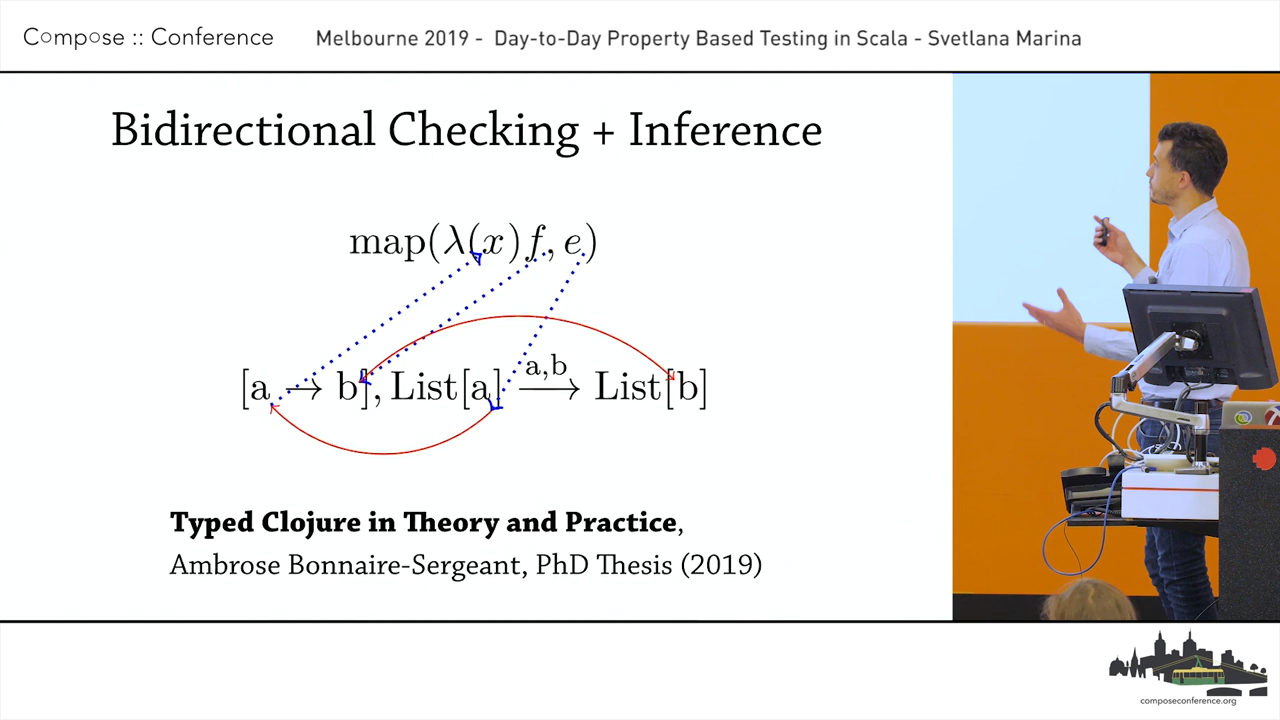 Compose :: Conference
Melbourne 2019 - Day-to-Day Property Based Testing in Scala - Svetlana Marina
Bidirectional Checking + Inference
map(λ(x)f, e)
a,b
[a → b], List[a] ⟶ List[b]
Typed Clojure in Theory and Practice,
Ambrose Bonnaire-Sergeant, PhD Thesis (2019)
composeconference.org